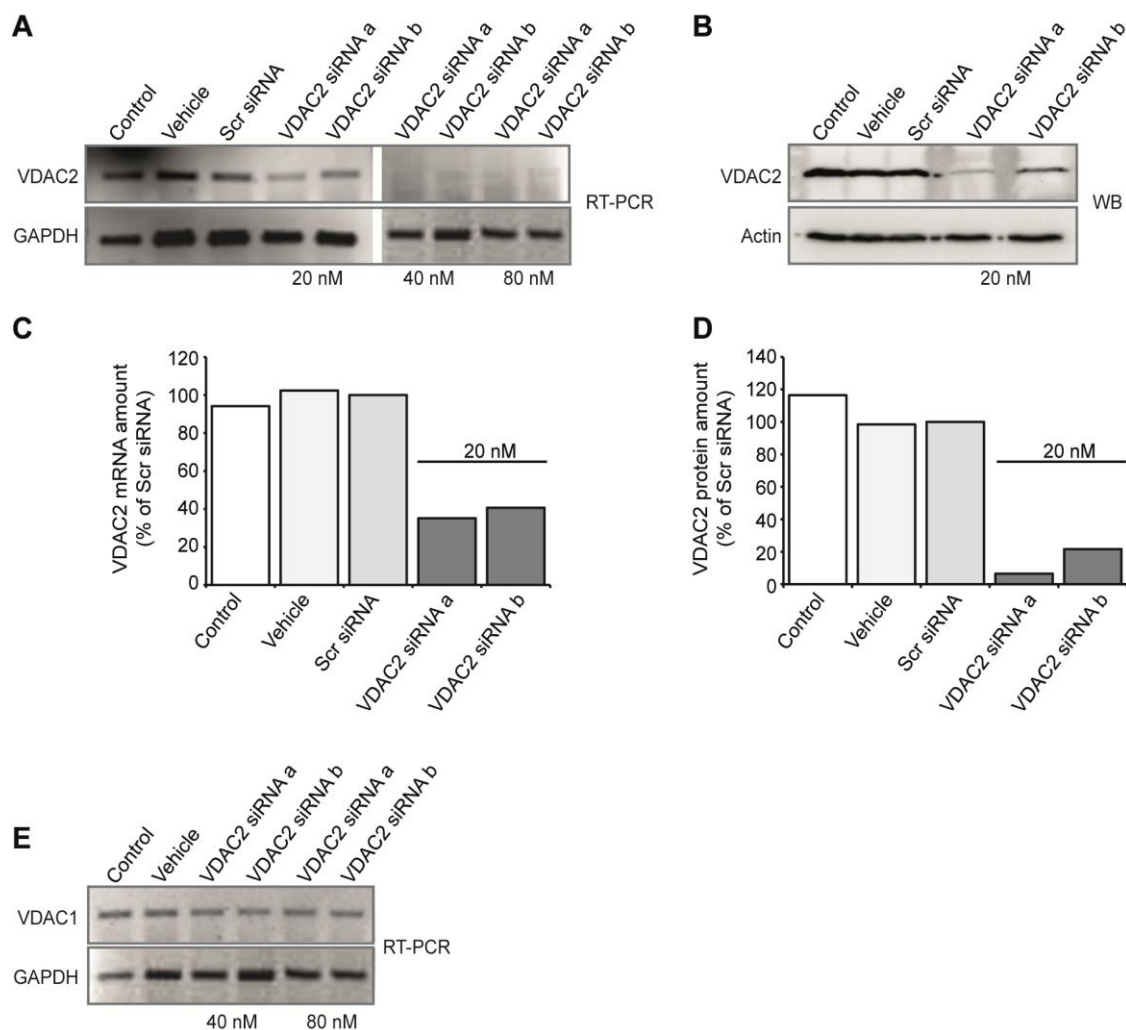 A
Control
Vehicle
Scr siRNA
VDAC2 siRNA a
VDAC2 siRNA b
VDAC2 siRNA a
VDAC2 siRNA b
VDAC2 siRNA a
VDAC2 siRNA b
VDAC2
GAPDH
RT-PCR
20 nM
40 nM
80 nM
B
Control
Vehicle
Scr siRNA
VDAC2 siRNA a
VDAC2 siRNA b
VDAC2
Actin
WB
20 nM
C
VDAC2 mRNA amount
(% of Scr siRNA)
120
100
80
60
40
20
0
20 nM
Control
Vehicle
Scr siRNA
VDAC2 siRNA a
VDAC2 siRNA b
D
VDAC2 protein amount
(% of Scr siRNA)
140
120
100
80
60
40
20
0
20 nM
Control
Vehicle
Scr siRNA
VDAC2 siRNA a
VDAC2 siRNA b
E
Control
Vehicle
VDAC2 siRNA a
VDAC2 siRNA b
VDAC2 siRNA a
VDAC2 siRNA b
VDAC1
GAPDH
RT-PCR
40 nM
80 nM